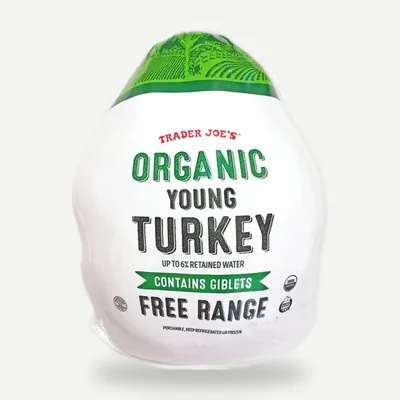 TRADER JOE'S™
ORGANIC
YOUNG
TURKEY
UP TO 6% RETAINED WATER
CONTAINS GIBLETS
FREE RANGE
PERISHABLE, KEEP REFRIGERATED OR FROZEN